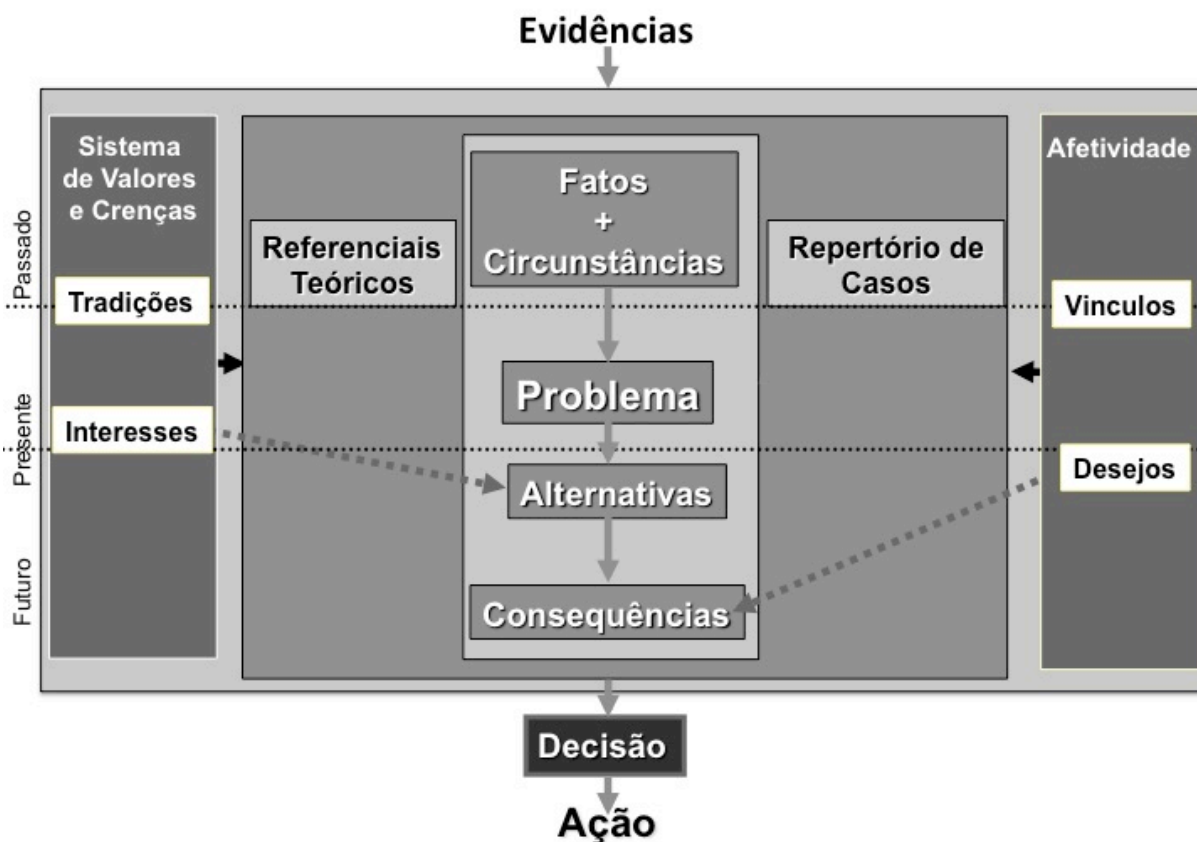 Evidências
Sistema
de Valores
e Crenças
Afetividade
Fatos
+
Circunstâncias
Passado
Referenciais
Teóricos
Repertório de
Casos
Tradições
Vinculos
Problema
Presente
Interesses
Desejos
Alternativas
Futuro
Consequências
Decisão
Ação